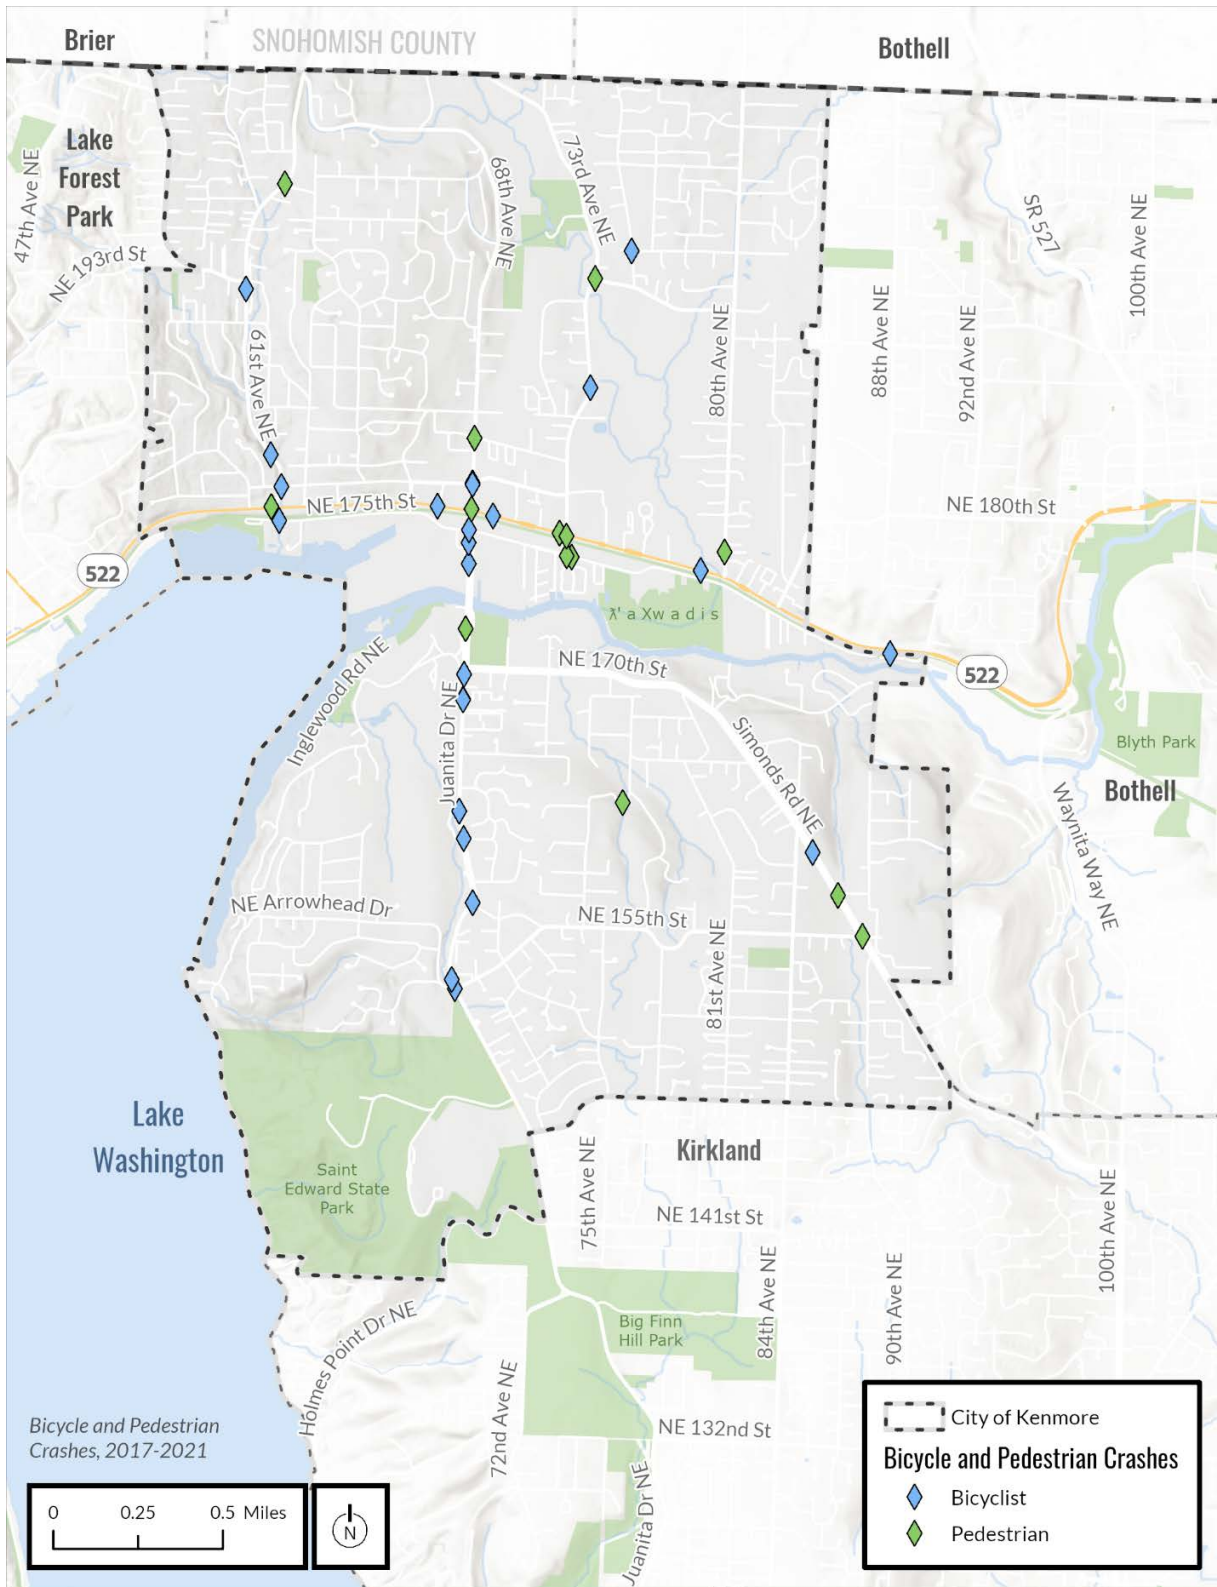 Brier
SNOHOMISH COUNTY
Bothell
Lake
Forest
Park
47th Ave NE
NE 193rd St
68th Ave NE
73rd Ave NE
SR 527
100th Ave NE
61st Ave NE
80th Ave NE
88th Ave NE
92nd Ave NE
NE 175th St
NE 180th St
522
ƛ' a Xw a d i s
NE 170th St
522
Inglewood Rd NE
Juanita Dr NE
Simonds Rd NE
Blyth Park
Bothell
Waynita Way NE
NE Arrowhead Dr
NE 155th St
81st Ave NE
Lake
Washington
Saint
Edward State
Park
Kirkland
75th Ave NE
NE 141st St
100th Ave NE
84th Ave NE
90th Ave NE
Big Finn
Hill Park
Holmes Point Dr NE
72nd Ave NE
NE 132nd St
Juanita Dr NE
Bicycle and Pedestrian
Crashes, 2017-2021
0 0.25 0.5 Miles
N
City of Kenmore
Bicycle and Pedestrian Crashes
Bicyclist
Pedestrian